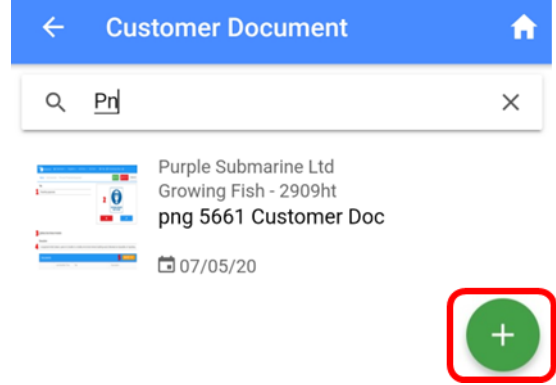 Customer Document
Pn
Purple Submarine Ltd
Growing Fish - 2909ht
png 5661 Customer Doc
07/05/20